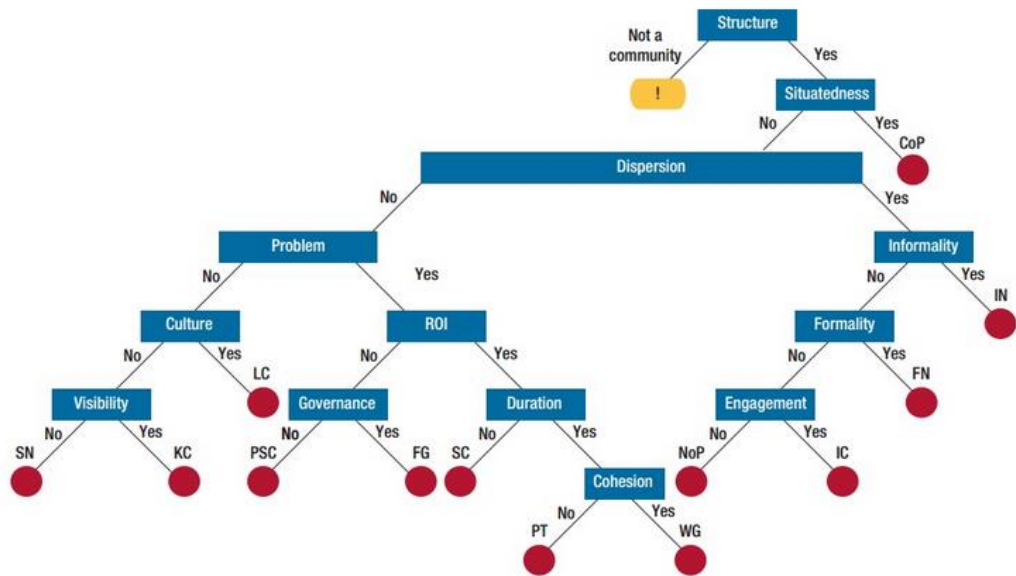 Structure
Not a
community
Yes
!
Situatedness
No
Yes
CoP
Dispersion
No
Yes
Problem
Informality
No
Yes
No
Yes
IN
Culture
ROI
Formality
No
Yes
No
Yes
No
Yes
LC
FN
Visibility
Governance
Duration
Engagement
No
Yes
No
Yes
No
Yes
No
Yes
SN
KC
PSC
FG
SC
NoP
IC
Cohesion
No
Yes
PT
WG